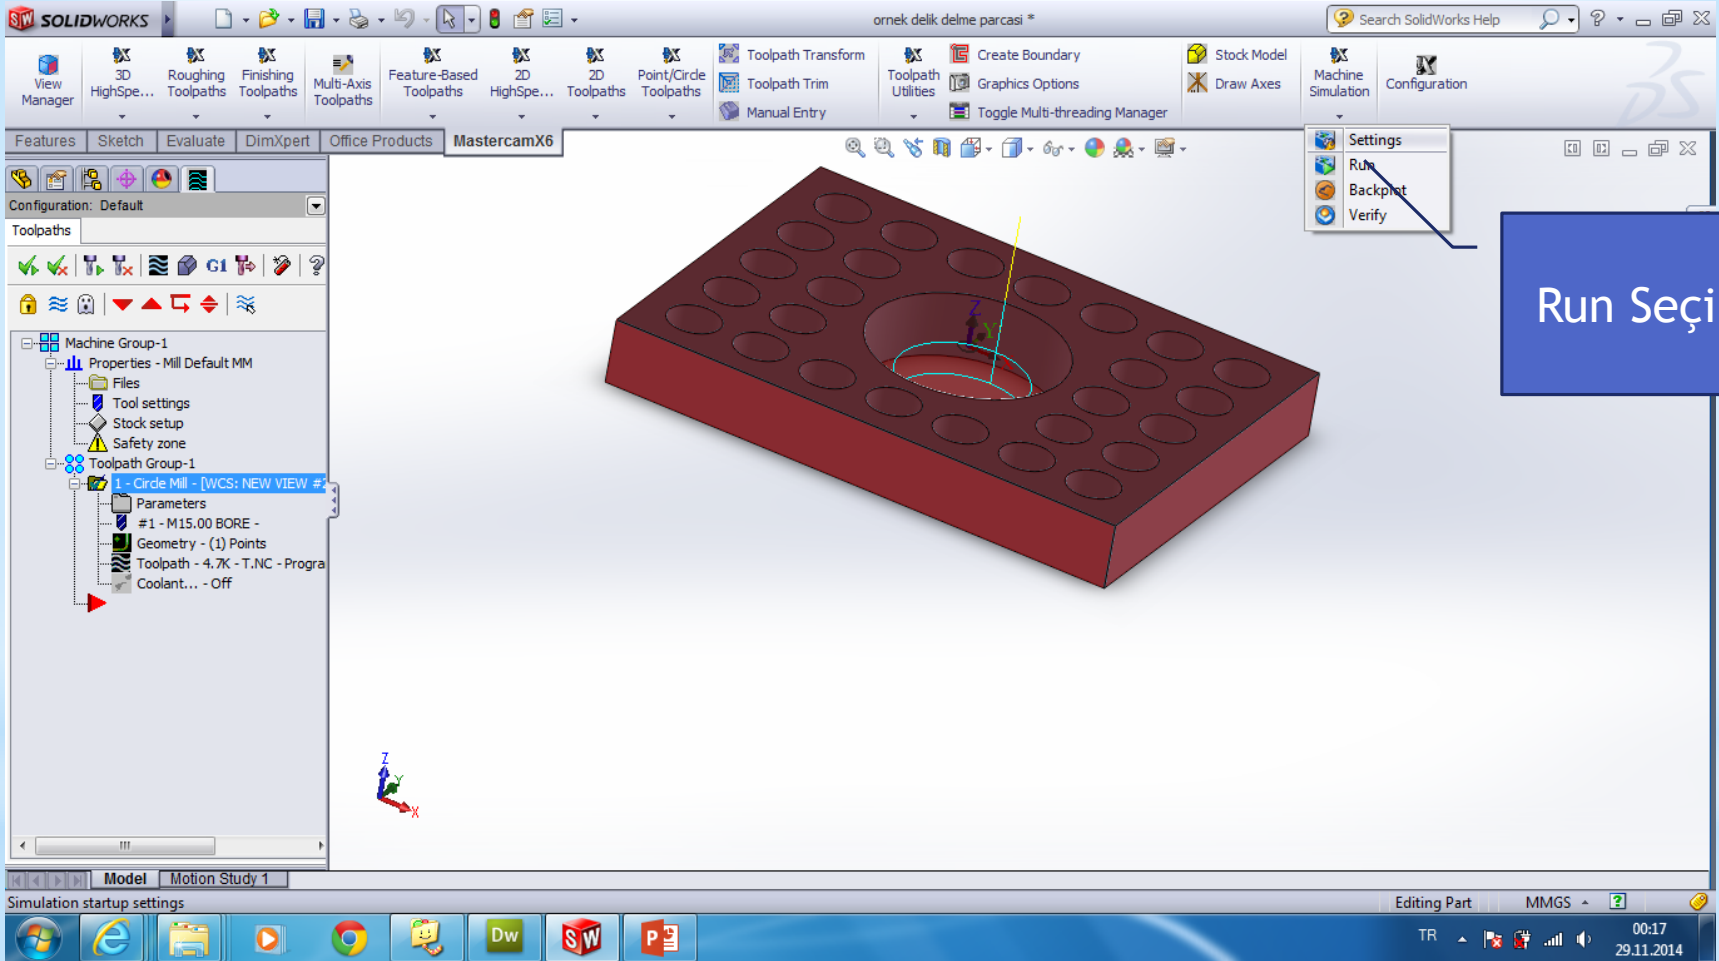 SW SOLIDWORKS
ornek delik delme parcasi *
Search SolidWorks Help
View Manager
3D HighSpe...
Roughing Toolpaths
Finishing Toolpaths
Multi-Axis Toolpaths
Feature-Based Toolpaths
2D HighSpe...
2D Toolpaths
Point/Circle Toolpaths
Toolpath Transform
Toolpath Trim
Manual Entry
Toolpath Utilities
Create Boundary
Graphics Options
Toggle Multi-threading Manager
Stock Model
Draw Axes
Machine Simulation
Configuration
Features Sketch Evaluate DimXpert Office Products MastercamX6
Settings
Run
Backplot
Verify
Run Seçi
Configuration: Default
Toolpaths
G1
Machine Group-1
Properties - Mill Default MM
Files
Tool settings
Stock setup
Safety zone
Toolpath Group-1
1 - Circle Mill - [WCS: NEW VIEW #2
Parameters
#1 - M15.00 BORE -
Geometry - (1) Points
Toolpath - 4.7K - T.NC - Progra
Coolant... - Off
Z
Y
Z
Y
X
Model Motion Study 1
Simulation startup settings
Editing Part MMGS
Dw SW P
TR
00:17
29.11.2014